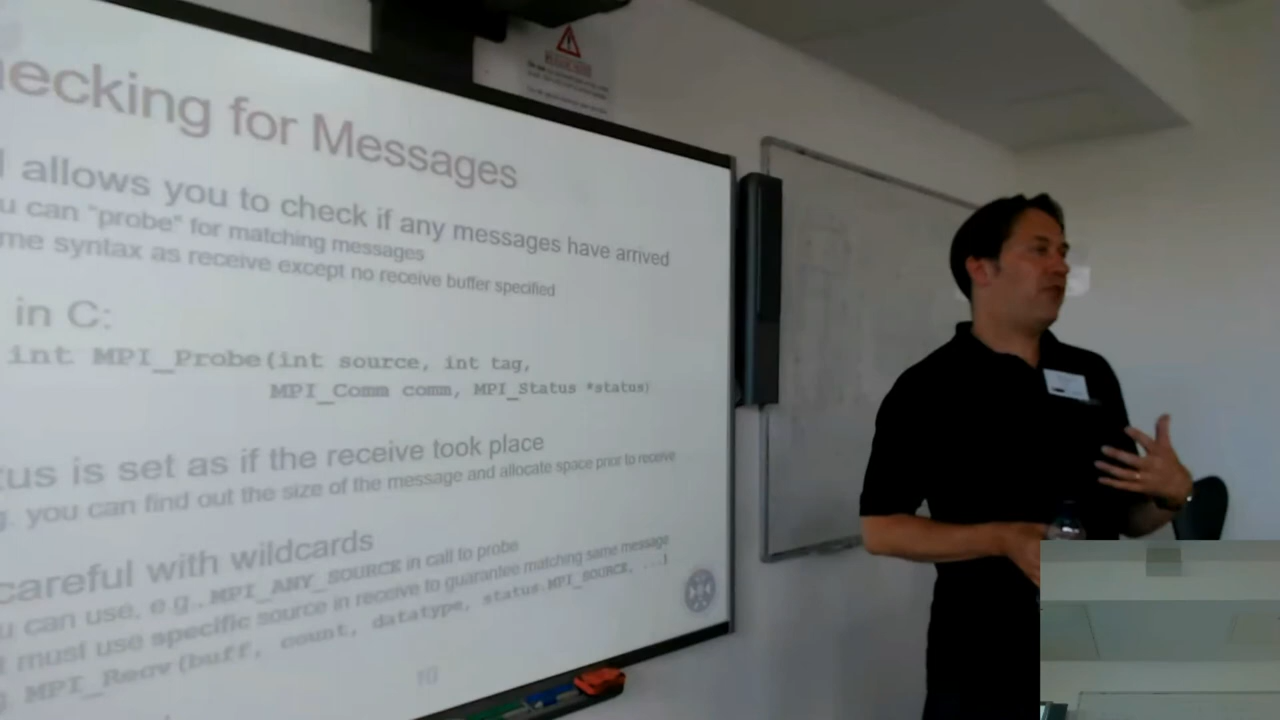 ecking for Messages
allows you to check if any messages have arrived
u can "probe" for matching messages
me syntax as receive except no receive buffer specified
in C:
int MPI_Probe(int source, int tag,
MPI_Comm comm, MPI_Status *status)
tus is set as if the receive took place
g. you can find out the size of the message and allocate space prior to receive
careful with wildcards
u can use, e.g., MPI_ANY_SOURCE in call to probe
t must use specific source in receive to guarantee matching same message
g MPI_Recv(buff, count, datatype, status.MPI_SOURCE, ...)
10